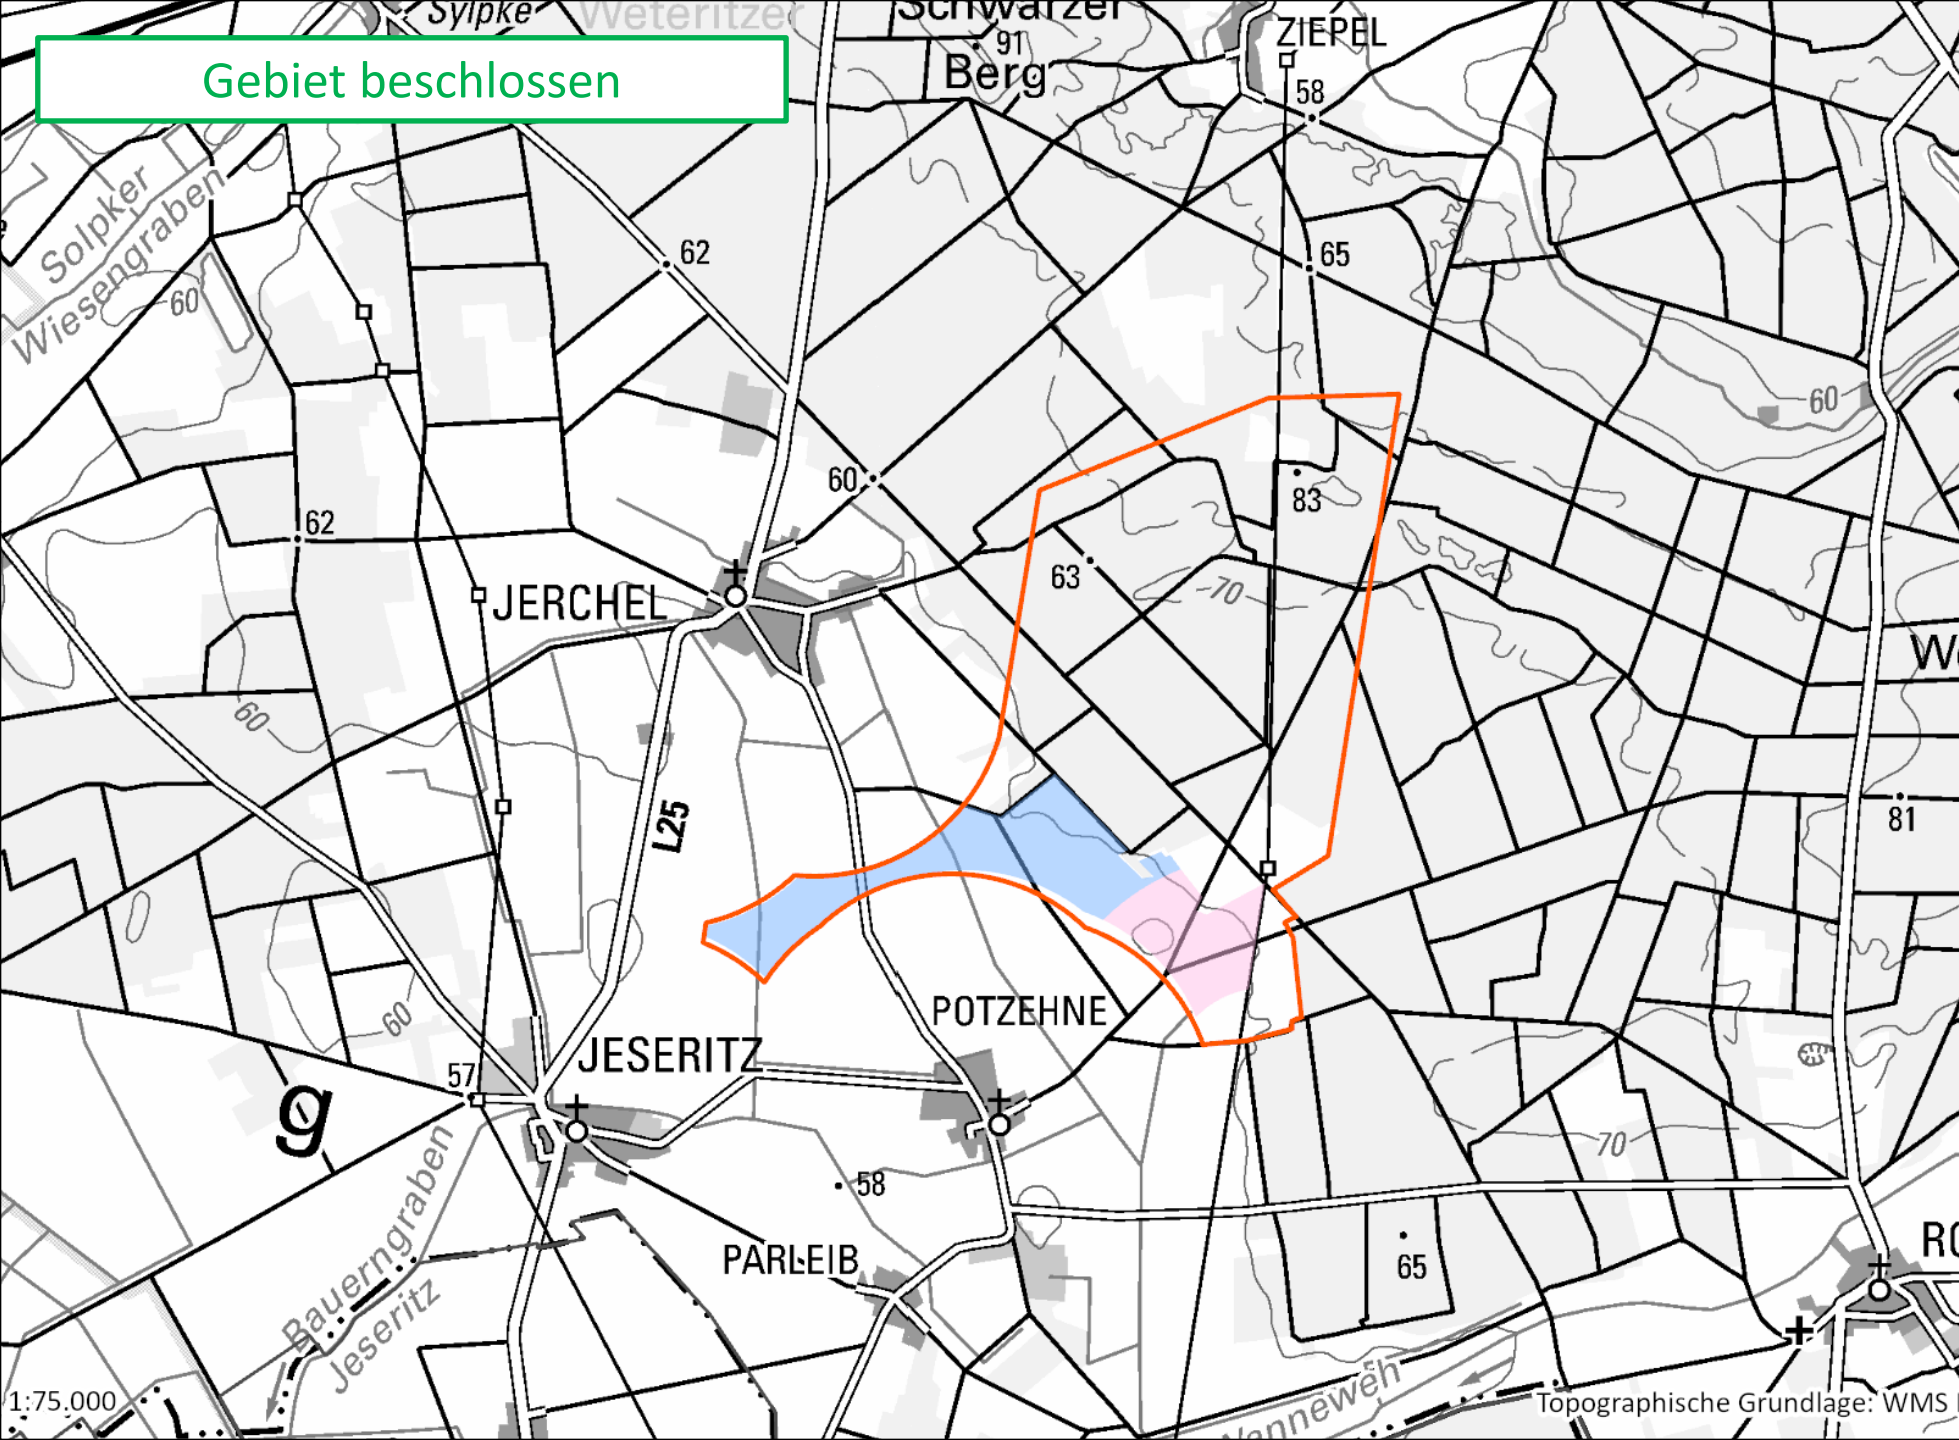 Sylpke
Weteritzer
Schwarzer
Berg
91
ZIEPEL
58
Gebiet beschlossen
Solpker
Wiesengraben
60
62
65
60
60
83
62
63
70
JERCHEL
60
L25
81
POTZEHNE
JESERITZ
57
60
g
70
58
PARLEIB
65
Bauerngraben
Jeseritz
1:75.000
Wanneweh
Topographische Grundlage: WMS